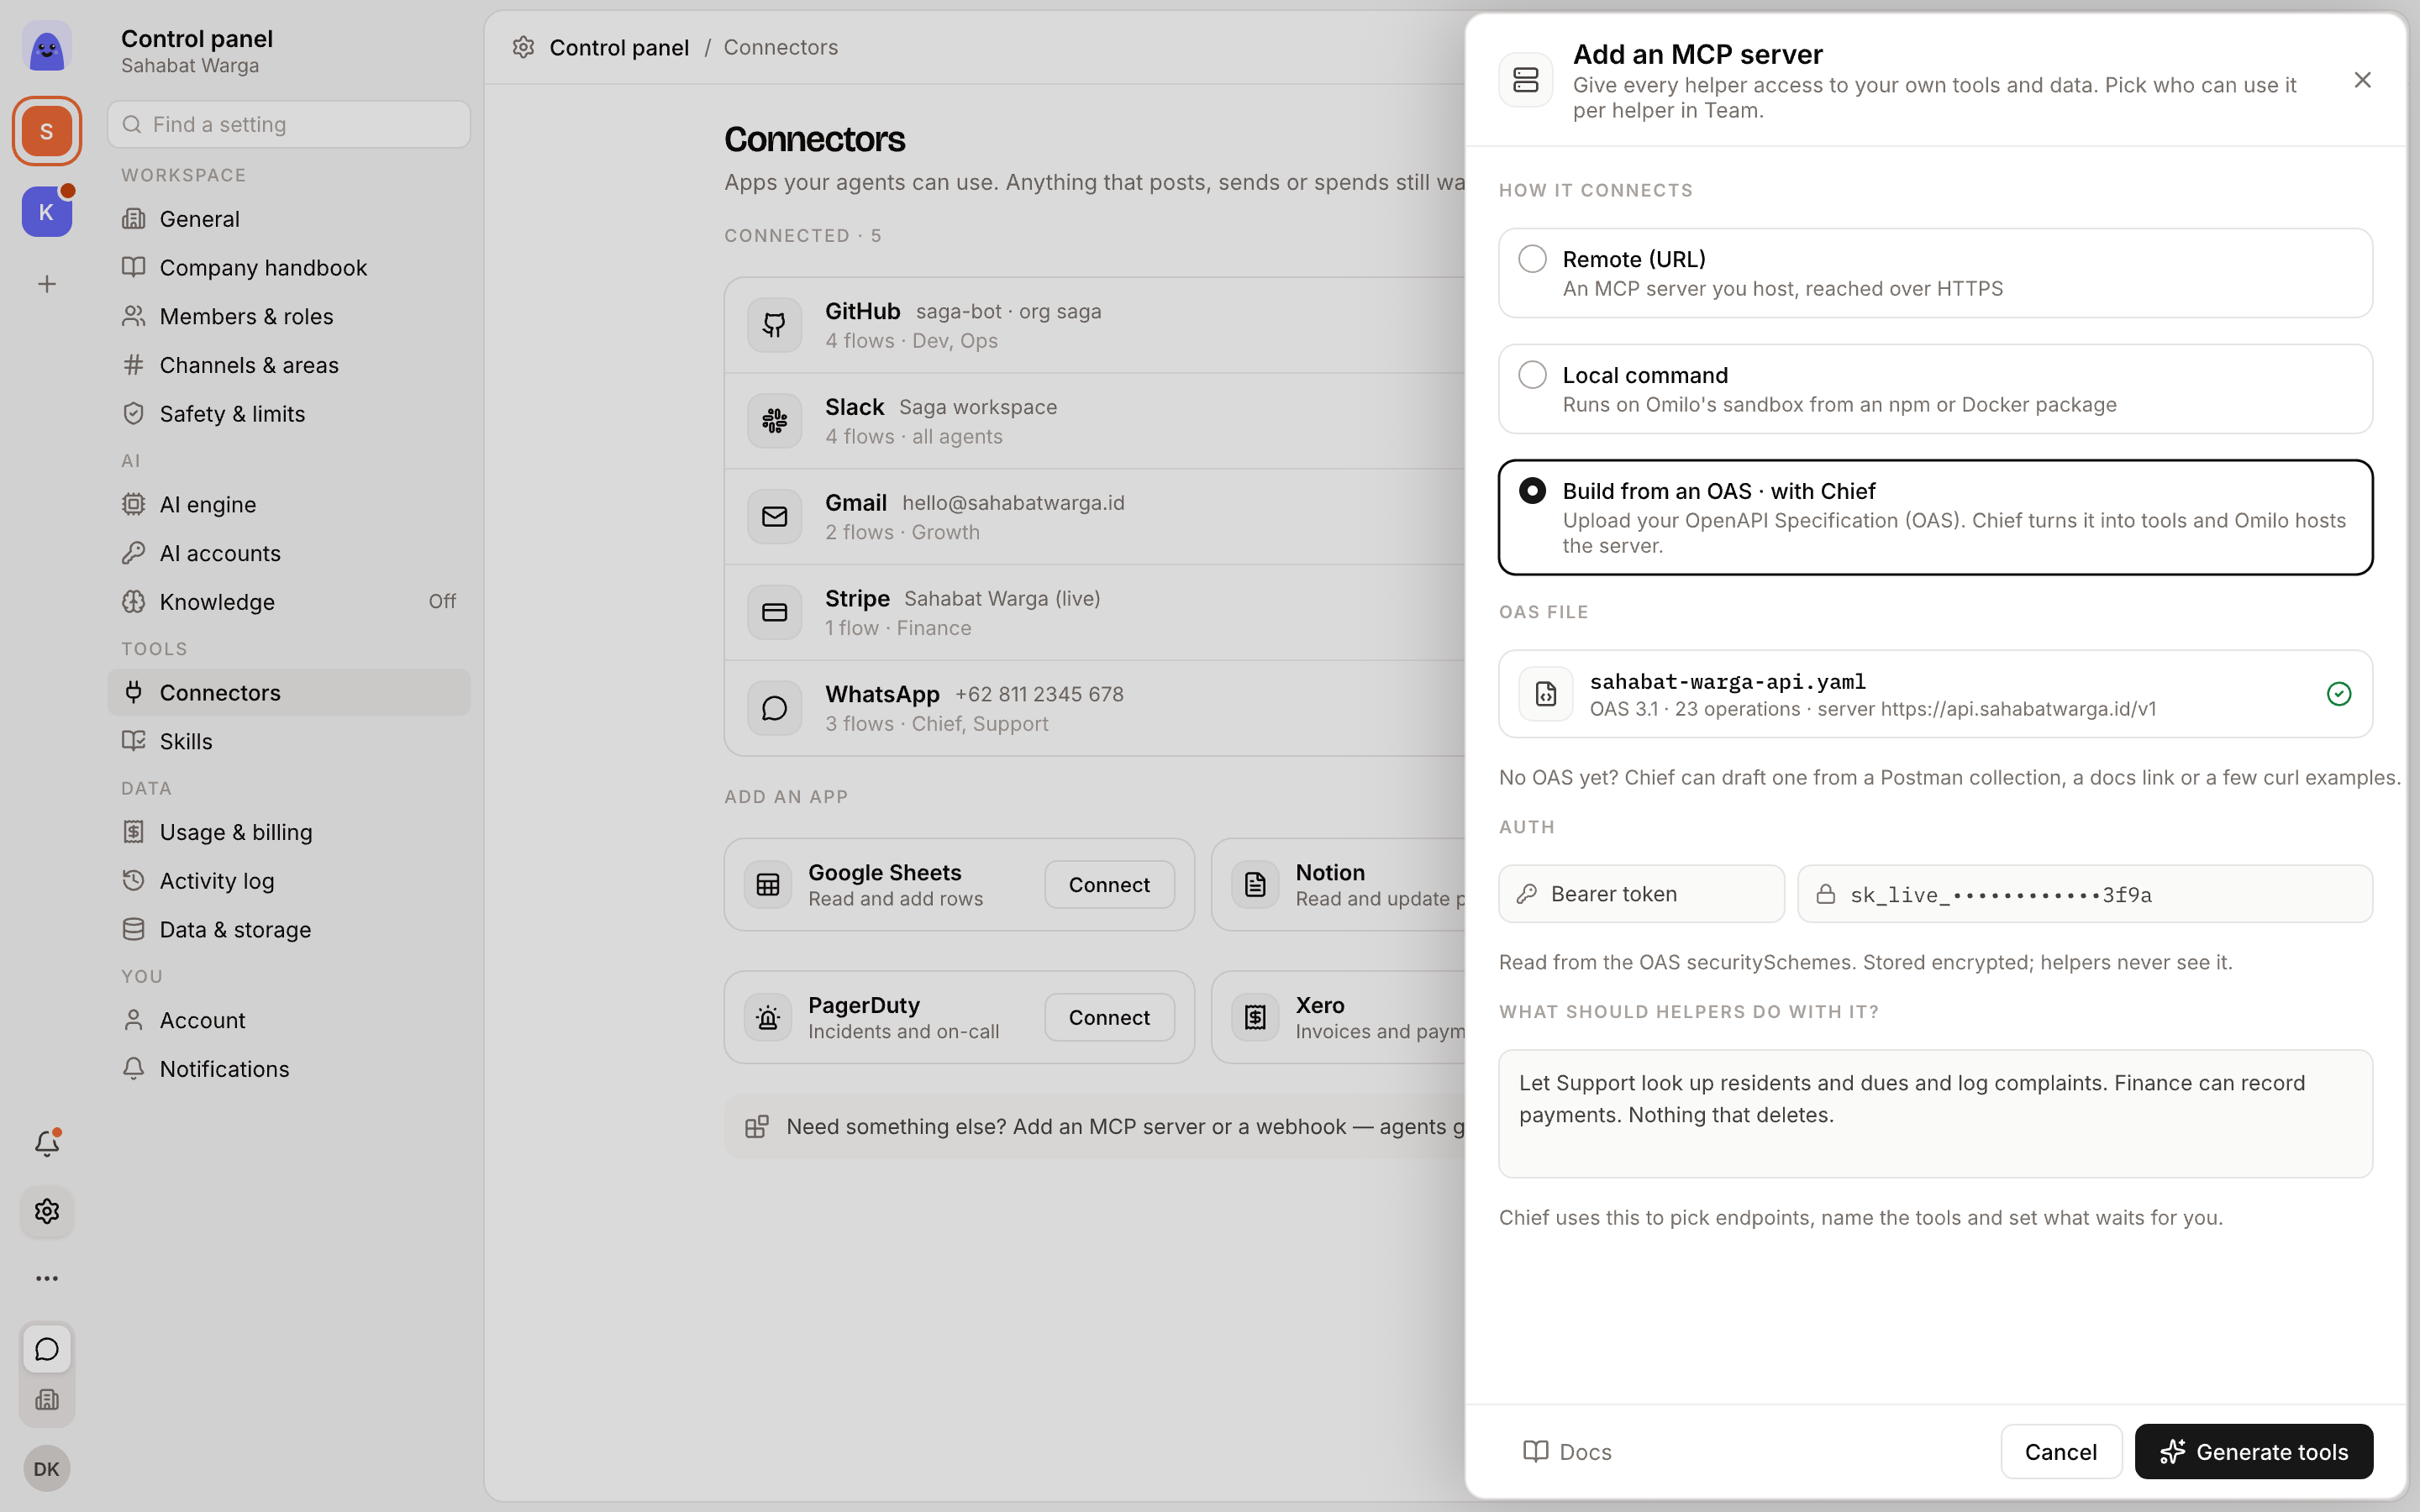 Control panel
Sahabat Warga
S
K
Find a setting
WORKSPACE
General
Company handbook
Members & roles
Channels & areas
Safety & limits
AI
AI engine
AI accounts
Knowledge Off
TOOLS
Connectors
Skills
DATA
Usage & billing
Activity log
Data & storage
YOU
Account
Notifications
DK
Control panel / Connectors
Connectors
Apps your agents can use. Anything that posts, sends or spends still
CONNECTED · 5
GitHub saga-bot · org saga
4 flows · Dev, Ops
Slack Saga workspace
4 flows · all agents
Gmail hello@sahabatwarga.id
2 flows · Growth
Stripe Sahabat Warga (live)
1 flow · Finance
WhatsApp +62 811 2345 678
3 flows · Chief, Support
ADD AN APP
Google Sheets
Read and add rows
Connect
Notion
Read and update
PagerDuty
Incidents and on-call
Connect
Xero
Invoices and
Need something else? Add an MCP server or a webhook — agents
Add an MCP server
Give every helper access to your own tools and data. Pick who can use it
per helper in Team.
HOW IT CONNECTS
Remote (URL)
An MCP server you host, reached over HTTPS
Local command
Runs on Omilo's sandbox from an npm or Docker package
Build from an OAS · with Chief
Upload your OpenAPI Specification (OAS). Chief turns it into tools and Omilo hosts
the server.
OAS FILE
sahabat-warga-api.yaml
OAS 3.1 · 23 operations · server https://api.sahabatwarga.id/v1
No OAS yet? Chief can draft one from a Postman collection, a docs link or a few curl examples.
AUTH
Bearer token
sk_live_••••••••••••3f9a
Read from the OAS securitySchemes. Stored encrypted; helpers never see it.
WHAT SHOULD HELPERS DO WITH IT?
Let Support look up residents and dues and log complaints. Finance can record
payments. Nothing that deletes.
Chief uses this to pick endpoints, name the tools and set what waits for you.
Docs
Cancel
Generate tools